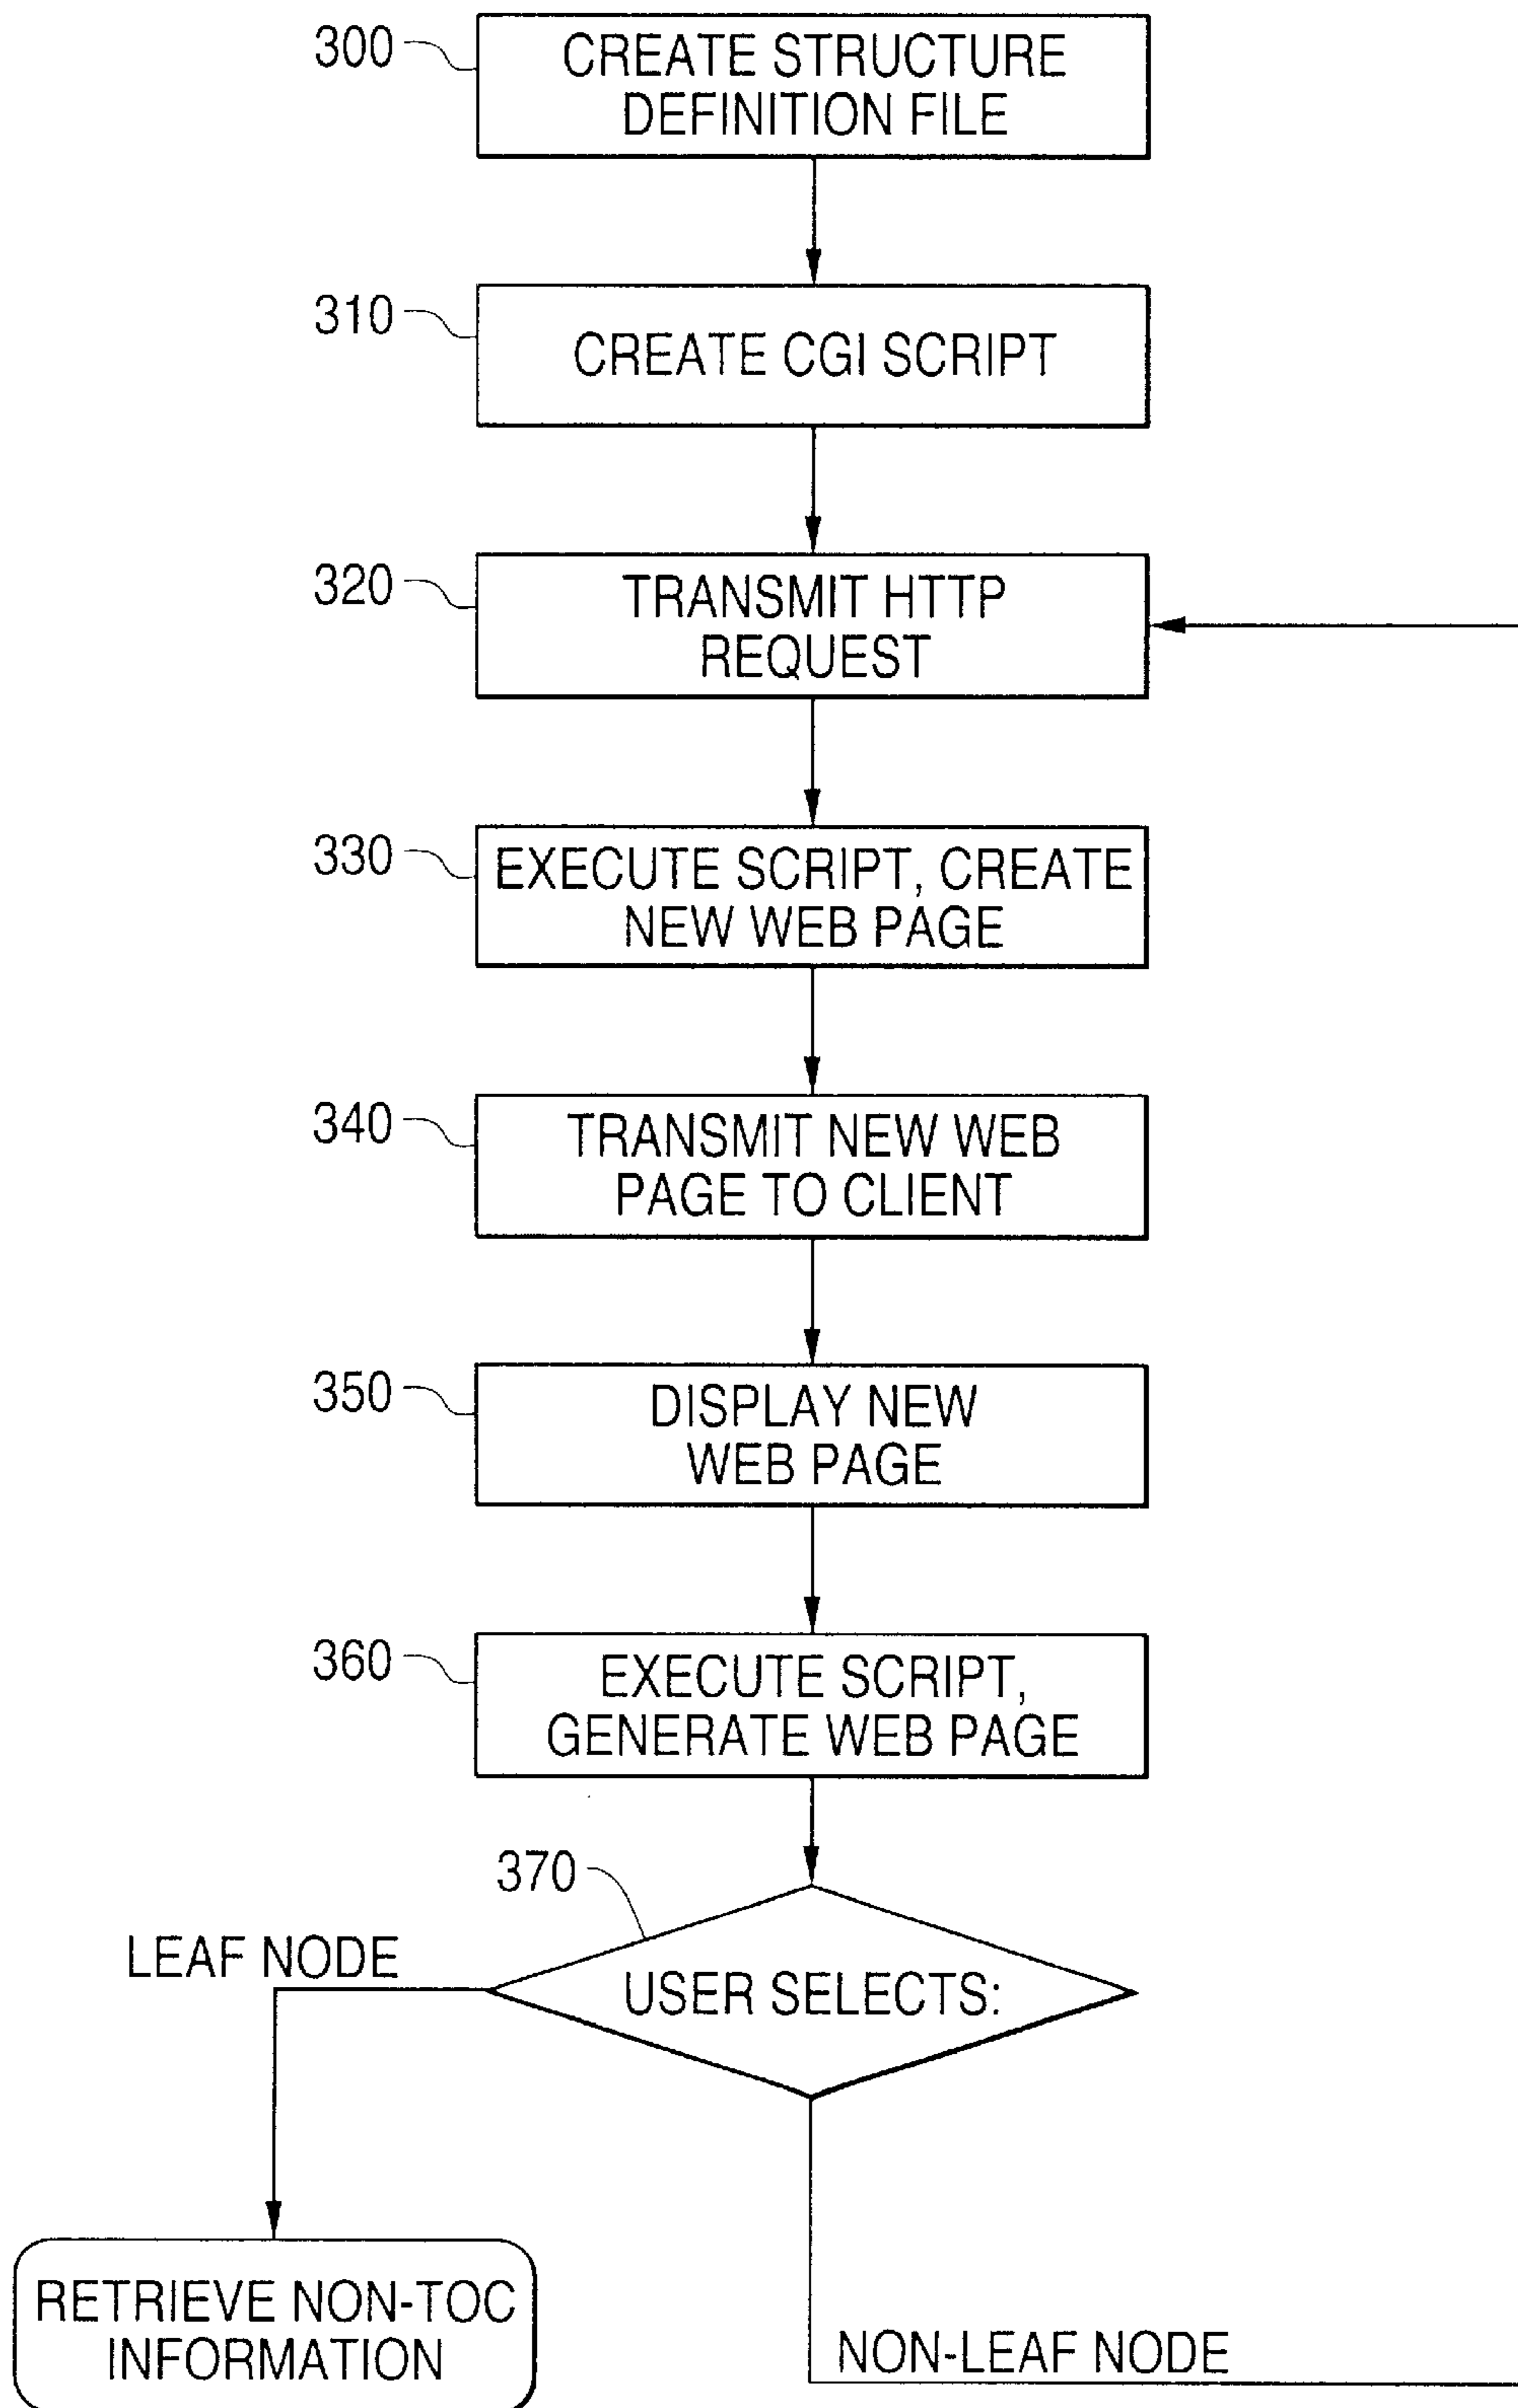 300
CREATE STRUCTURE
DEFINITION FILE
310
CREATE CGI SCRIPT
320
TRANSMIT HTTP
REQUEST
330
EXECUTE SCRIPT, CREATE
NEW WEB PAGE
340
TRANSMIT NEW WEB
PAGE TO CLIENT
350
DISPLAY NEW
WEB PAGE
360
EXECUTE SCRIPT,
GENERATE WEB PAGE
370
USER SELECTS:
LEAF NODE
RETRIEVE NON-TOC
INFORMATION
NON-LEAF NODE